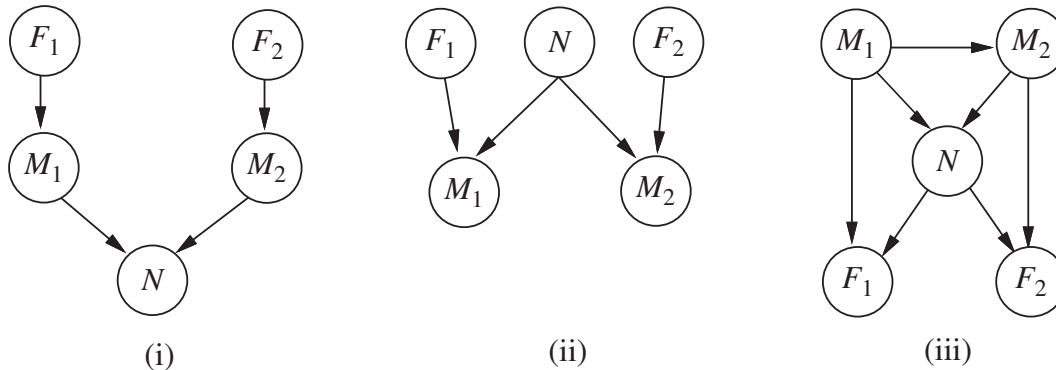 F1 F2 F1 N F2 M1 M2
M1 M2 M1 M2 N
N F1 F2
(i) (ii) (iii)